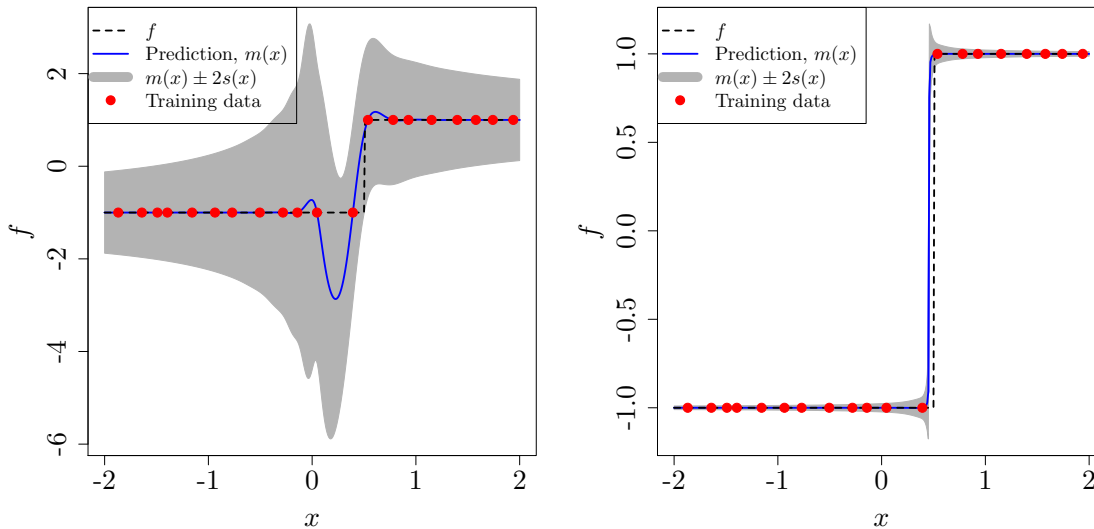 f
Prediction, m(x)
m(x) ± 2s(x)
Training data
2
0
-2
-4
-6
f
-2 -1 0 1 2
x
f
Prediction, m(x)
m(x) ± 2s(x)
Training data
1.0
0.5
0.0
-0.5
-1.0
f
-2 -1 0 1 2
x